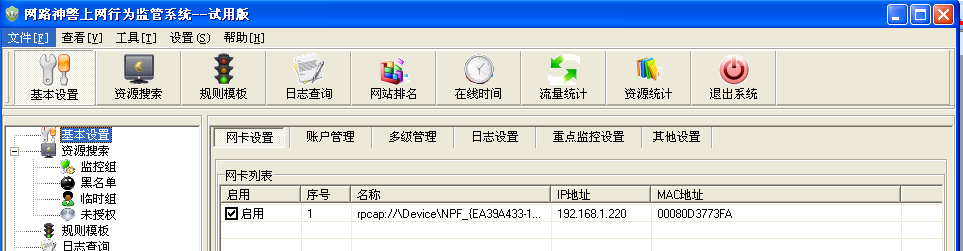 网路神警上网行为监管系统--试用版
文件[F] 查看[V] 工具[T] 设置[S] 帮助[H]
基本设置 资源搜索 规则模板 日志查询 网站排名 在线时间 流量统计 资源统计 退出系统
基本设置
资源搜索
监控组
黑名单
临时组
未授权
规则模板
日志查询
网卡设置 账户管理 多级管理 日志设置 重点监控设置 其他设置
网卡列表
启用 序号 名称 IP地址 MAC地址
启用 1 rpcap://\Device\NPF_{EA39A433-1... 192.168.1.220 00080D3773FA